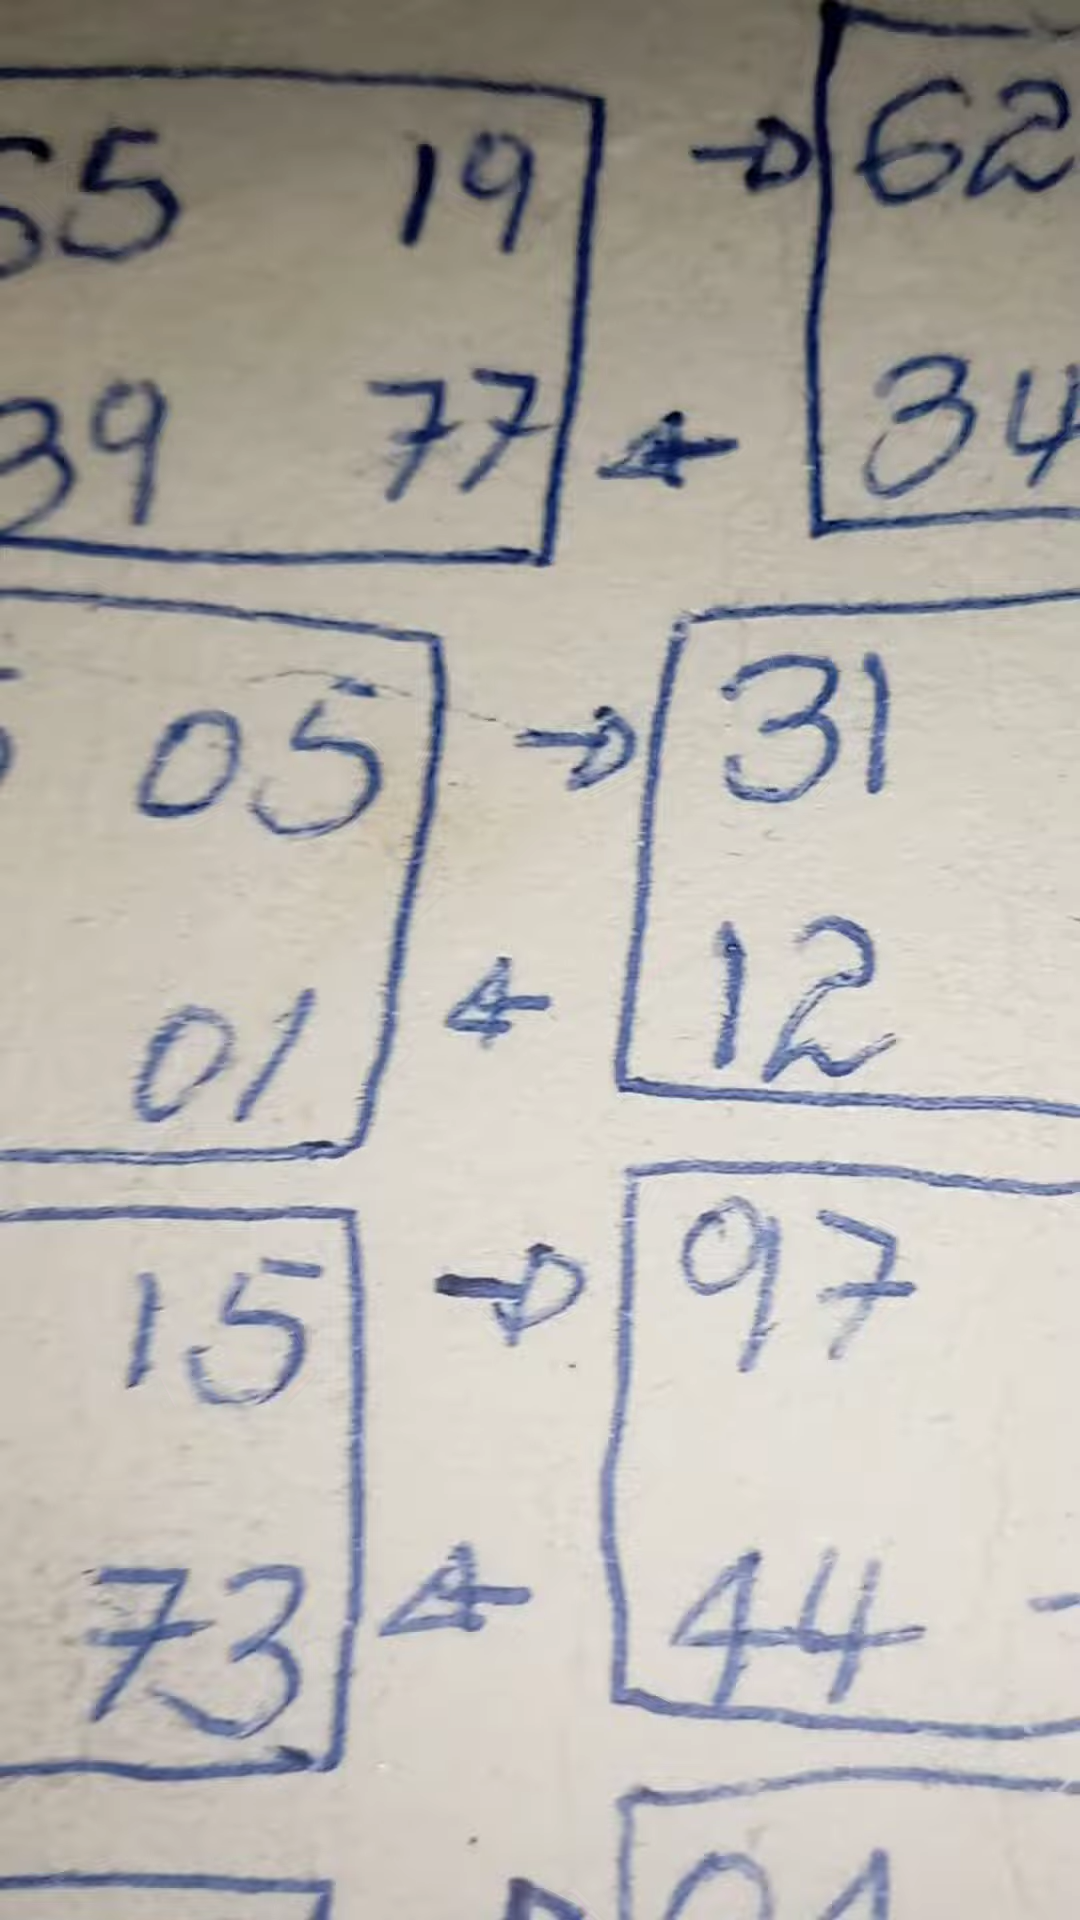 65 19 → 62
39 77 ← 34
05 → 31
01 ← 12
15 → 97
73 ← 44